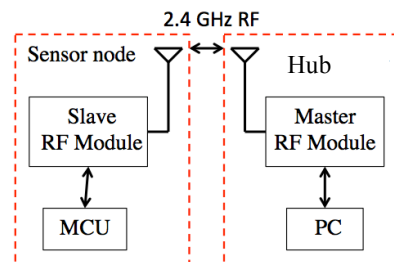 2.4 GHz RF
Sensor node
Hub
Slave
RF Module
Master
RF Module
MCU
PC